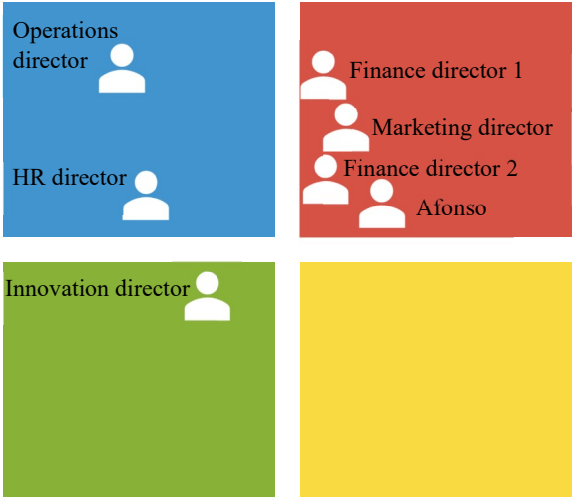 Operations
director
HR director
Finance director 1
Marketing director
Finance director 2
Afonso
Innovation director